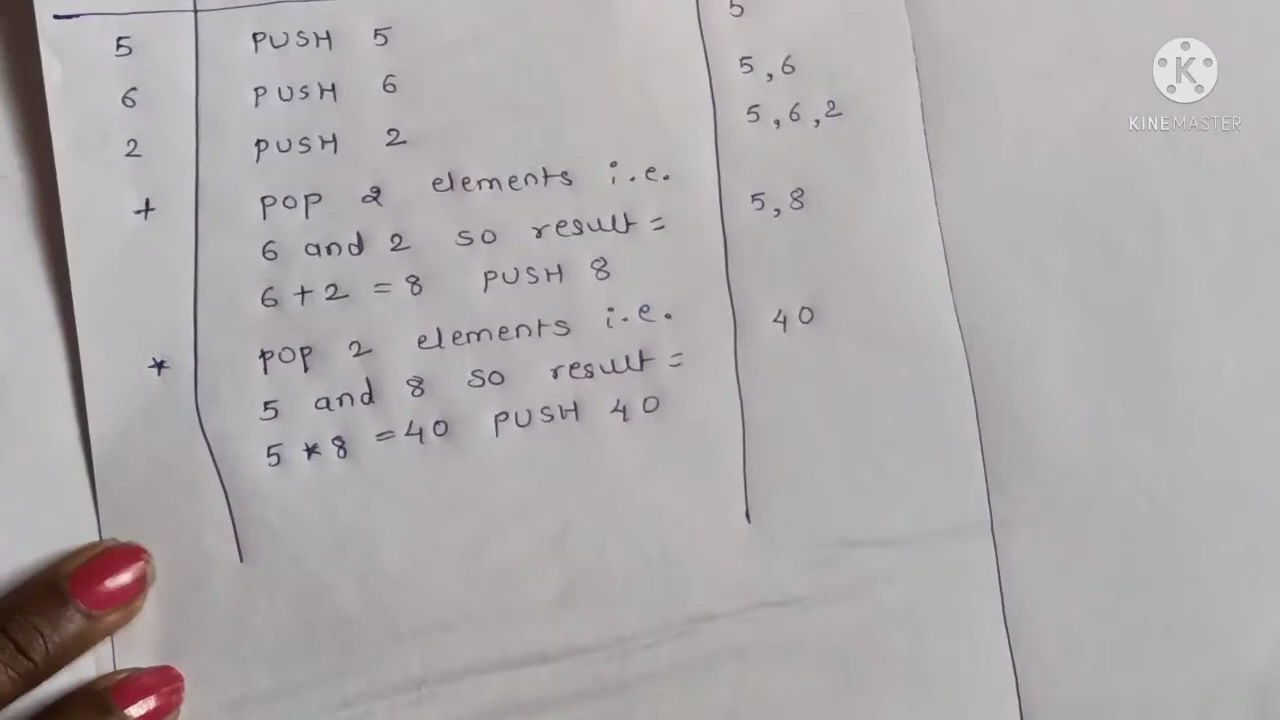 5
5 PUSH 5
6 PUSH 6 5,6
2 PUSH 2 5,6,2
+ POP 2 elements i.e. 5,8
6 and 2 so result =
6+2 = 8 PUSH 8
* POP 2 elements i.e. 40
5 and 8 so result =
5 * 8 = 40 PUSH 40
K
KINEMASTER